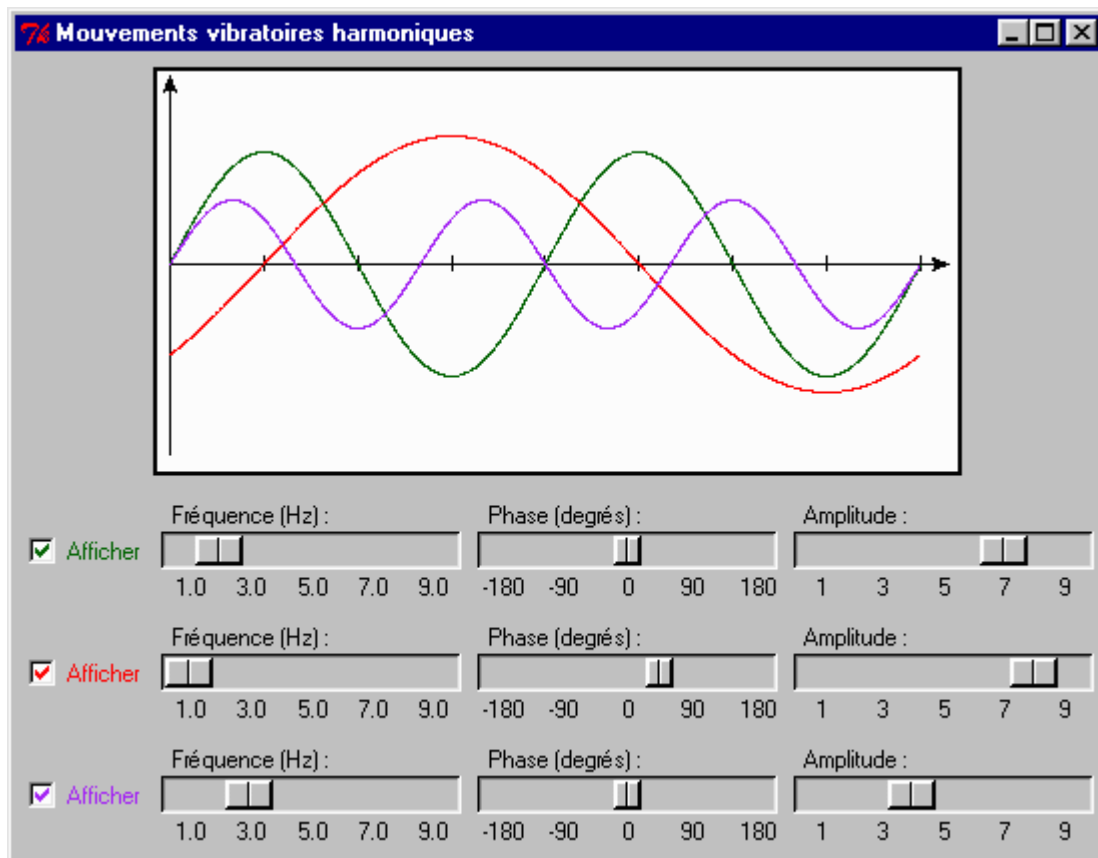 Mouvements vibratoires harmoniques
Fréquence (Hz) : Phase (degrés) : Amplitude :
Afficher
1.0 3.0 5.0 7.0 9.0 -180 -90 0 90 180 1 3 5 7 9
Fréquence (Hz) : Phase (degrés) : Amplitude :
Afficher
1.0 3.0 5.0 7.0 9.0 -180 -90 0 90 180 1 3 5 7 9
Fréquence (Hz) : Phase (degrés) : Amplitude :
Afficher
1.0 3.0 5.0 7.0 9.0 -180 -90 0 90 180 1 3 5 7 9